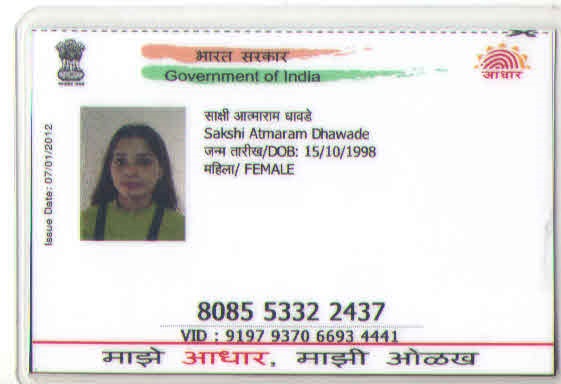 भारत सरकार
Government of India
आधार
साक्षी आत्माराम धावडे
Sakshi Atmaram Dhawade
जन्म तारीख/DOB: 15/10/1998
महिला/ FEMALE
Issue Date: 07/01/2012
8085 5332 2437
VID : 9197 9370 6693 4441
माझे आधार, माझी ओळख